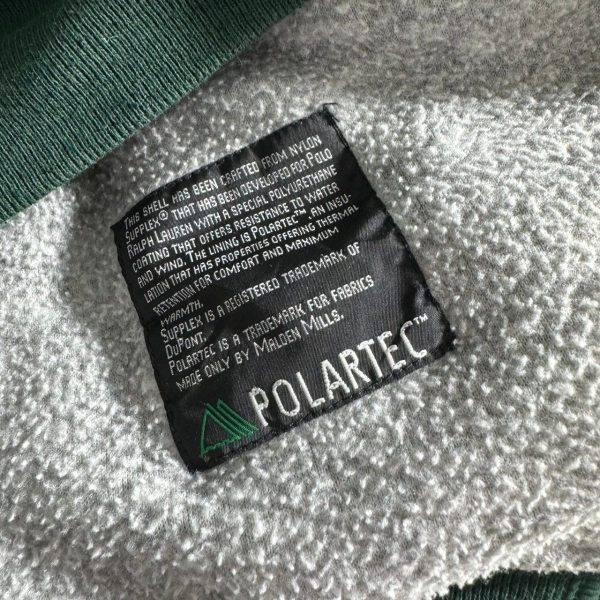 THIS SHELL HAS BEEN CRAFTED FROM NYLON
SUPPLEX® THAT HAS BEEN DEVELOPED FOR POLO
RALPH LAUREN WITH A SPECIAL POLYURETHANE
COATING THAT OFFERS RESISTANCE TO WATER
AND WIND. THE LINING IS POLARTEC™, AN INSU-
LATION THAT HAS PROPERTIES OFFERING THERMAL
RETENTION FOR COMFORT AND MAXIMUM
WARMTH.
SUPPLEX IS A REGISTERED TRADEMARK OF
DUPONT.
POLARTEC IS A TRADEMARK FOR FABRICS
MADE ONLY BY MALDEN MILLS.
POLARTEC™